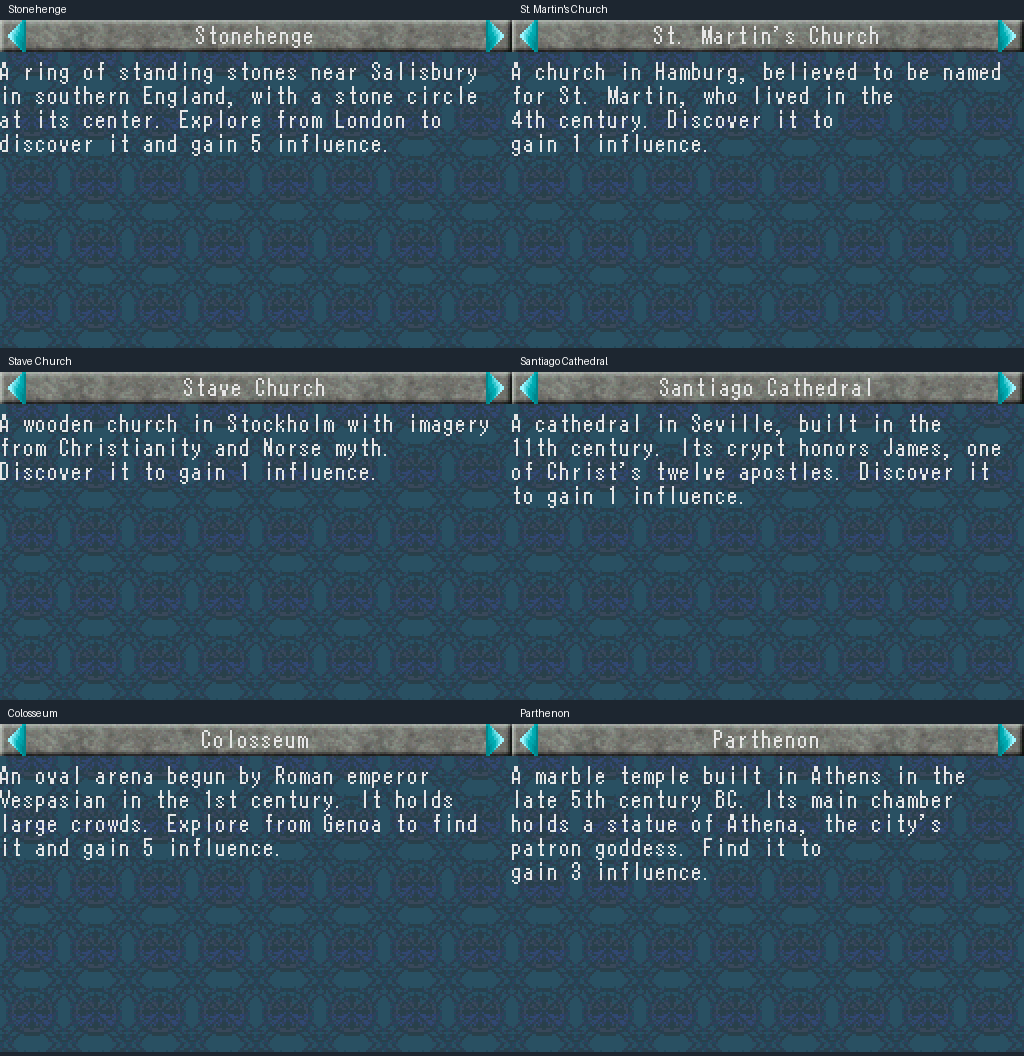 Stonehenge
Stonehenge
A ring of standing stones near Salisbury
in southern England, with a stone circle
at its center. Explore from London to
discover it and gain 5 influence.
St. Martin's Church
St. Martin's Church
A church in Hamburg, believed to be named
for St. Martin, who lived in the
4th century. Discover it to
gain 1 influence.
Stave Church
Stave Church
A wooden church in Stockholm with imagery
from Christianity and Norse myth.
Discover it to gain 1 influence.
Santiago Cathedral
Santiago Cathedral
A cathedral in Seville, built in the
11th century. Its crypt honors James, one
of Christ's twelve apostles. Discover it
to gain 1 influence.
Colosseum
Colosseum
An oval arena begun by Roman emperor
Vespasian in the 1st century. It holds
large crowds. Explore from Genoa to find
it and gain 5 influence.
Parthenon
Parthenon
A marble temple built in Athens in the
late 5th century BC. Its main chamber
holds a statue of Athena, the city's
patron goddess. Find it to
gain 3 influence.